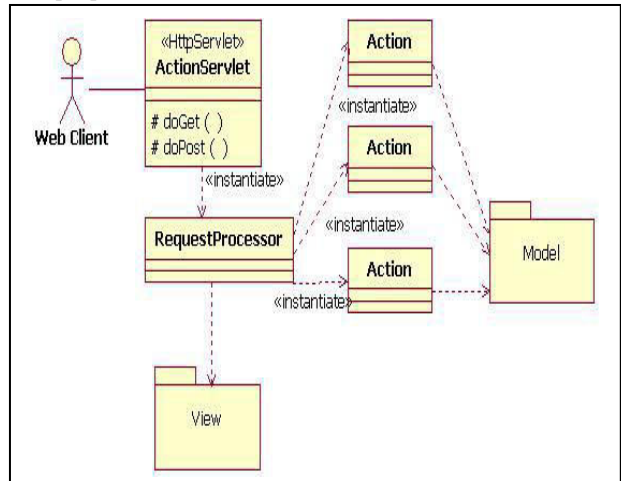 «HttpServlet»
ActionServlet
# doGet ( )
# doPost ( )
Web Client
«instantiate»
RequestProcessor
Action
«instantiate»
Action
«instantiate»
Action
«instantiate»
Model
View